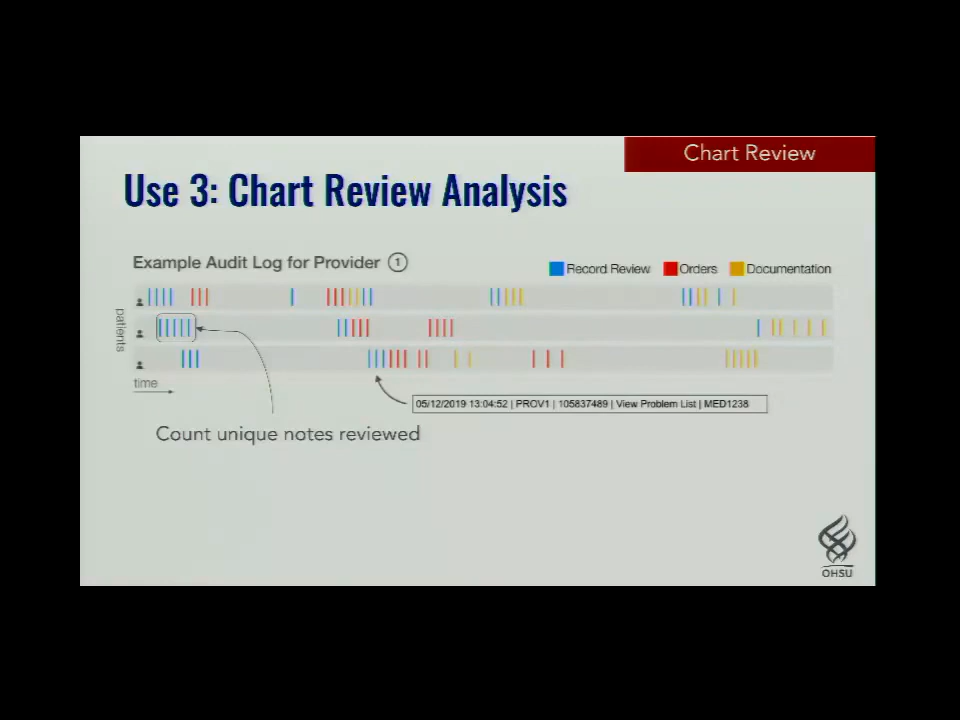 Chart Review
Use 3: Chart Review Analysis
Example Audit Log for Provider 1
Record Review Orders Documentation
patients
time
05/12/2019 13:04:52 | PROV1 | 105837489 | View Problem List | MED1238
Count unique notes reviewed
OHSU